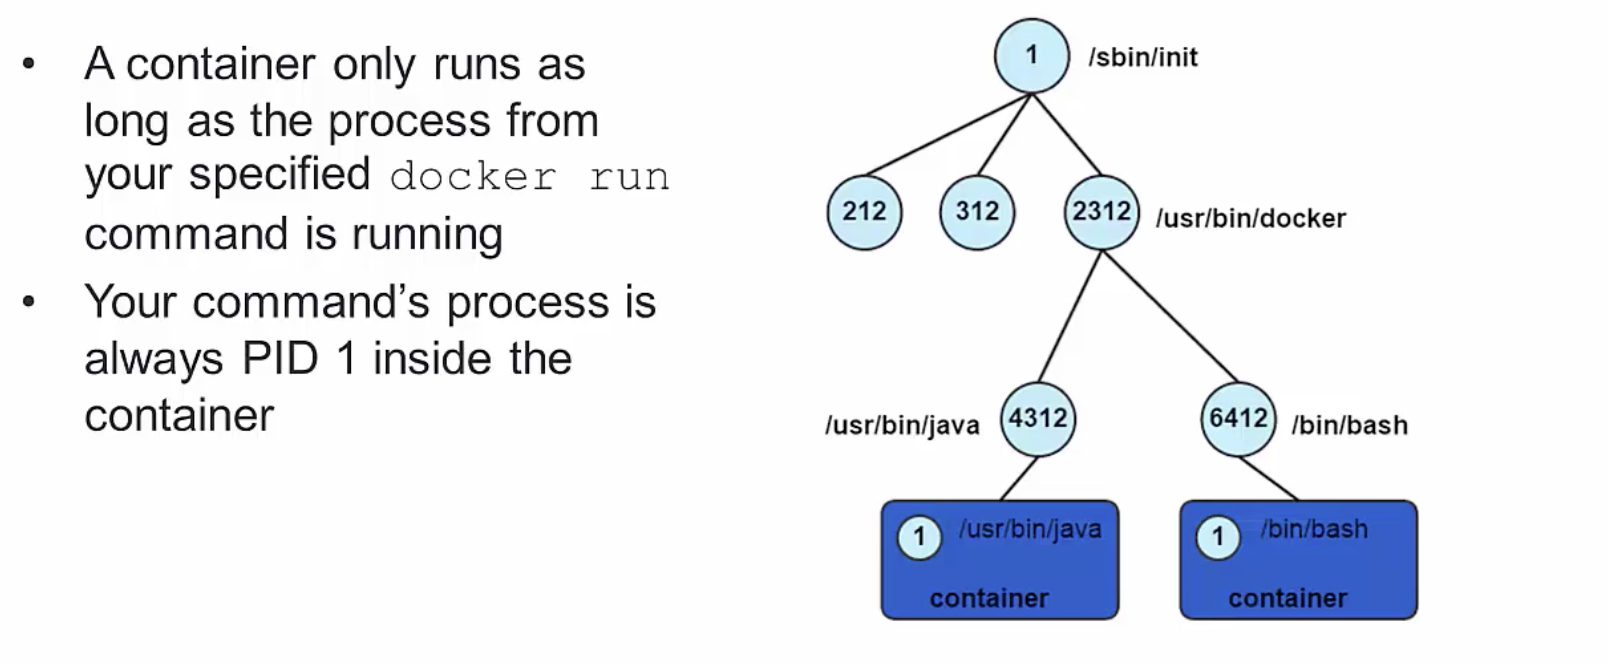 • A container only runs as
long as the process from
your specified docker run
command is running
• Your command’s process is
always PID 1 inside the
container
1 /sbin/init
212 312 2312 /usr/bin/docker
/usr/bin/java 4312 6412 /bin/bash
1 /usr/bin/java
container
1 /bin/bash
container